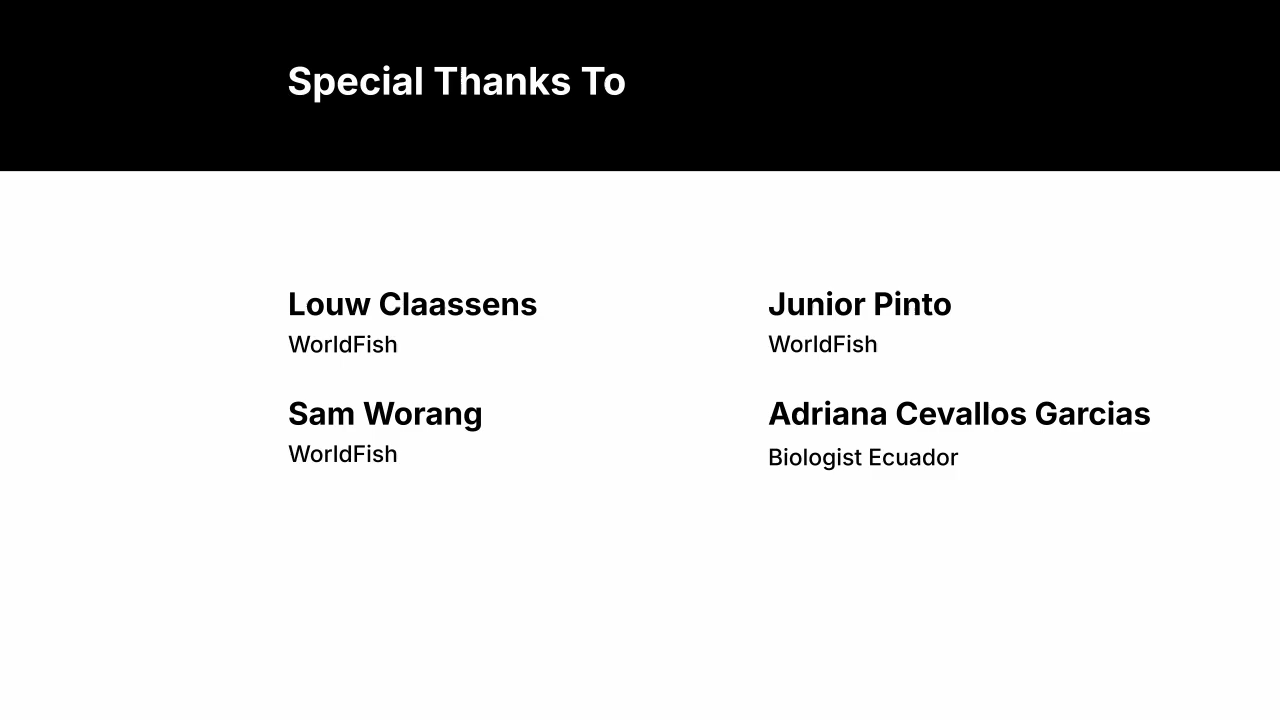 Special Thanks To
Louw Claassens
WorldFish
Junior Pinto
WorldFish
Sam Worang
WorldFish
Adriana Cevallos Garcias
Biologist Ecuador